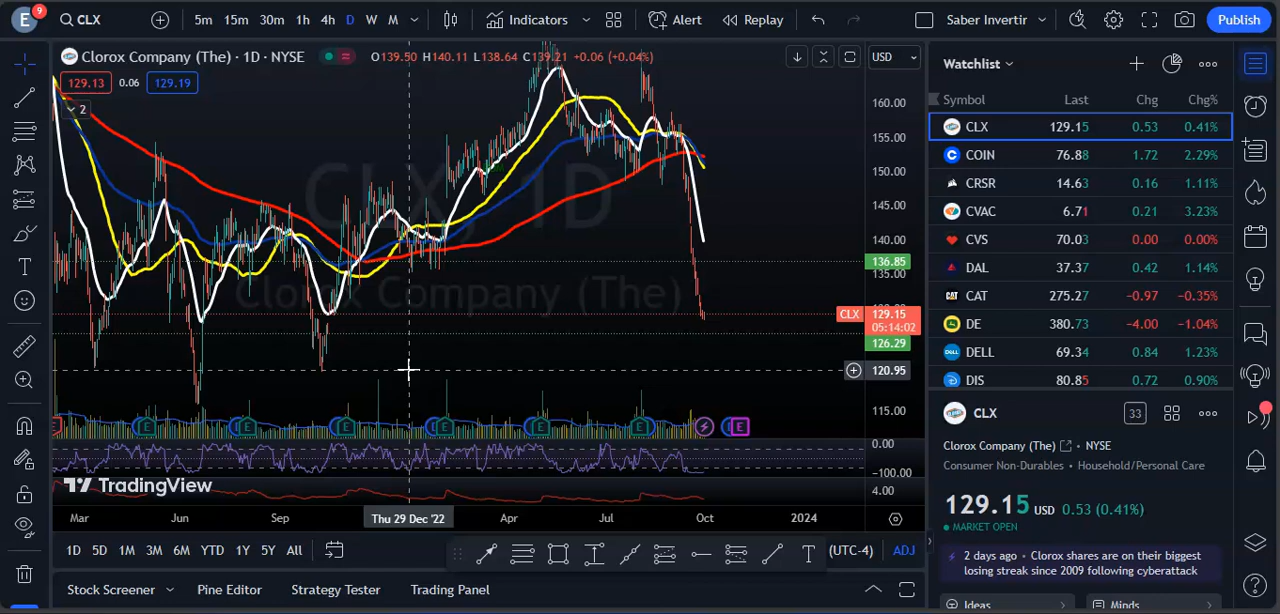 E 9 CLX 5m 15m 30m 1h 4h D W M Indicators Alert Replay Saber Invertir Publish
Clorox Company (The) · 1D · NYSE O139.50 H140.11 L138.64 C139.21 +0.06 (+0.04%) USD
129.13 0.06 129.19
2
CLX, 1D
Clorox Company (The)
160.00
155.00
150.00
145.00
140.00
136.85
135.00
CLX 129.15
05:14:02
126.29
120.95
115.00
E E E E E E E
0.00
−100.00
4.00
TradingView
Mar Jun Sep Thu 29 Dec '22 Apr Jul Oct 2024
1D 5D 1M 3M 6M YTD 1Y 5Y All T (UTC-4) ADJ
Stock Screener Pine Editor Strategy Tester Trading Panel
Watchlist
Symbol Last Chg Chg%
CLX 129.15 0.53 0.41%
COIN 76.88 1.72 2.29%
CRSR 14.63 0.16 1.11%
CVAC 6.71 0.21 3.23%
CVS 70.03 0.00 0.00%
DAL 37.37 0.42 1.14%
CAT 275.27 −0.97 −0.35%
DE 380.73 −4.00 −1.04%
DELL 69.34 0.84 1.23%
DIS 80.85 0.72 0.90%
CLX 33
Clorox Company (The) NYSE
Consumer Non-Durables • Household/Personal Care
129.15 USD 0.53 (0.41%)
MARKET OPEN
2 days ago • Clorox shares are on their biggest
losing streak since 2009 following cyberattack
Ideas Minds